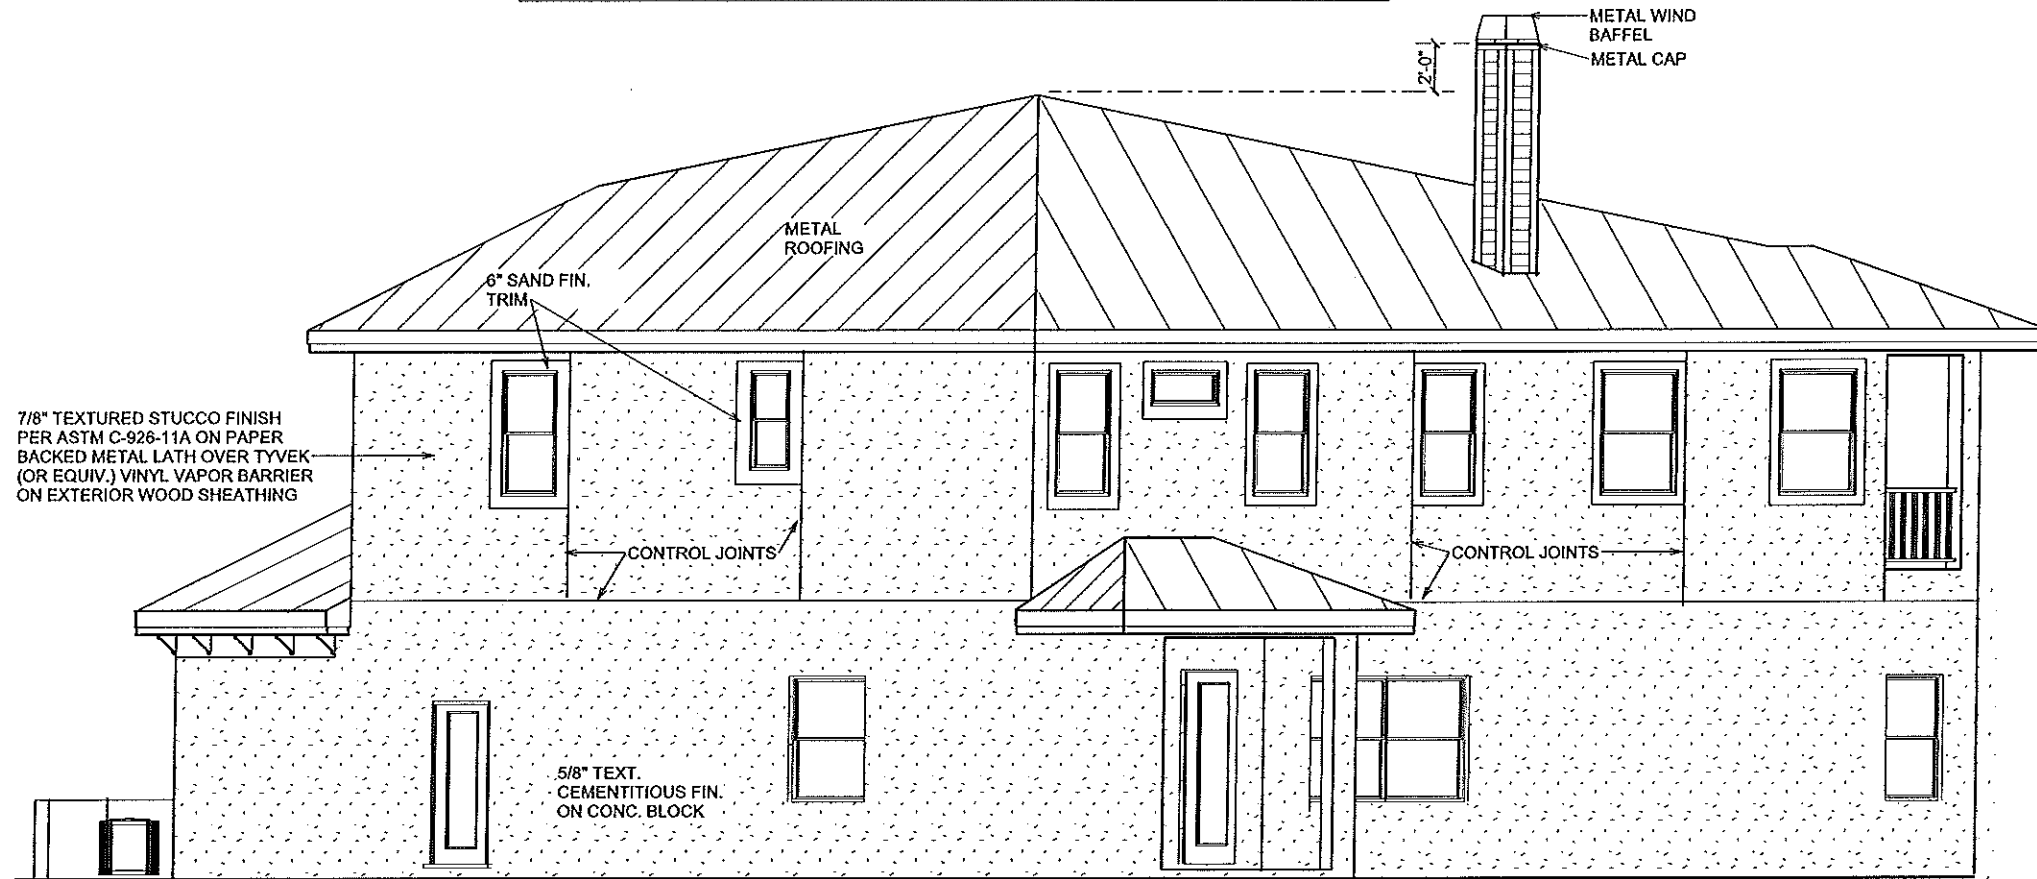 METAL WIND
BAFFEL
METAL CAP
2'-0"
METAL
ROOFING
6" SAND FIN.
TRIM
7/8" TEXTURED STUCCO FINISH
PER ASTM C-926-11A ON PAPER
BACKED METAL LATH OVER TYVEK
(OR EQUIV.) VINYL VAPOR BARRIER
ON EXTERIOR WOOD SHEATHING
CONTROL JOINTS
CONTROL JOINTS
5/8" TEXT.
CEMENTITIOUS FIN.
ON CONC. BLOCK